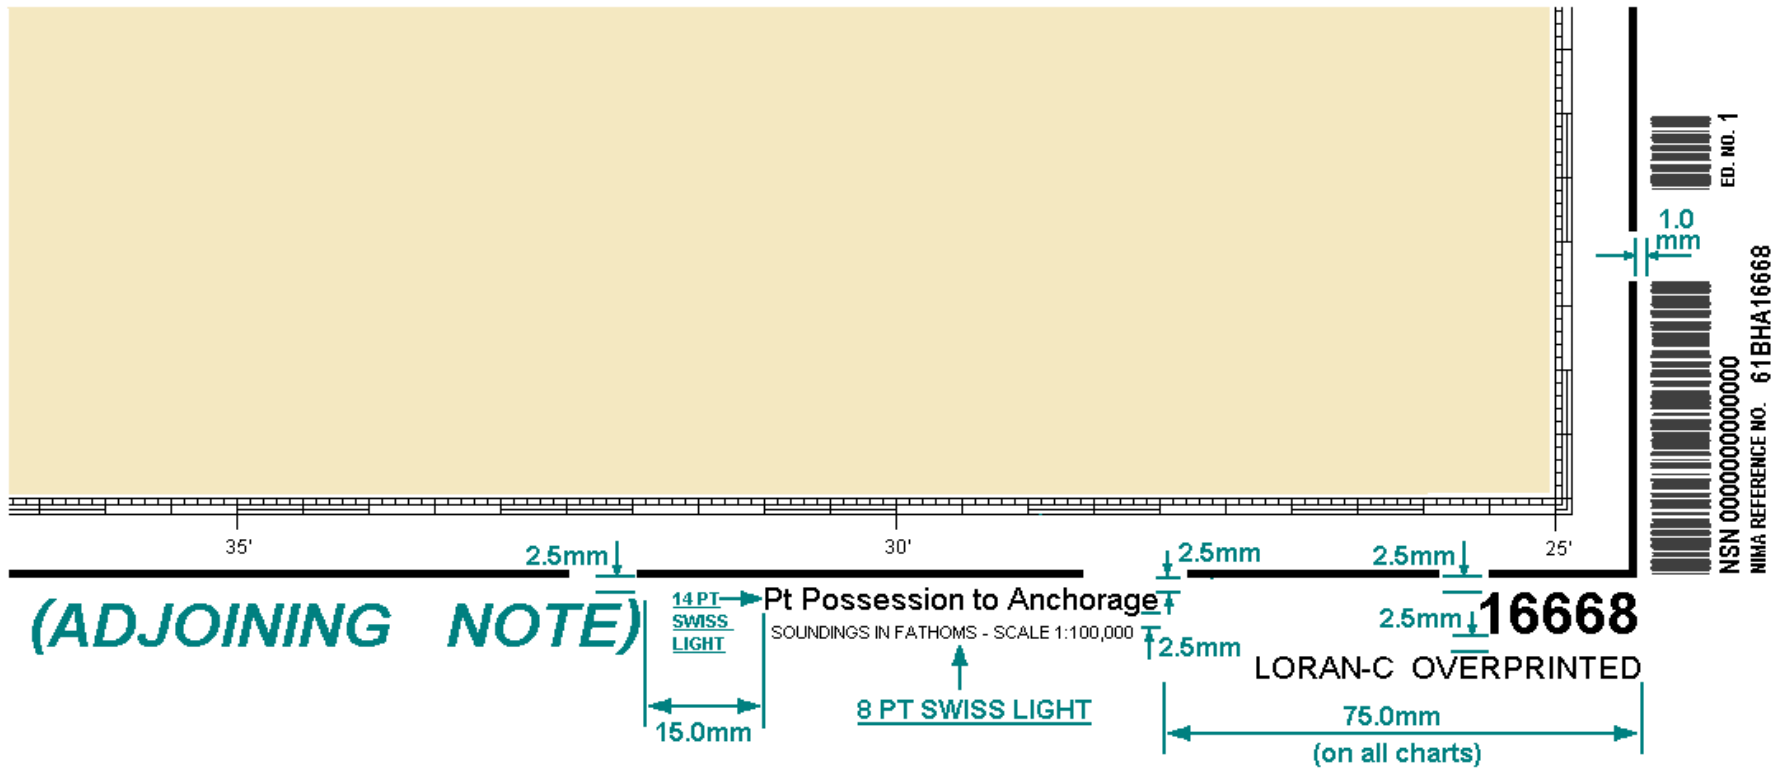 ED. NO. 1
1.0
mm
NSN 0000000000000
NIMA REFERENCE NO. 61BHA16668
35'
30'
25'
2.5mm
2.5mm
2.5mm
(ADJOINING NOTE)
14 PT
SWISS
LIGHT
Pt Possession to Anchorage
SOUNDINGS IN FATHOMS - SCALE 1:100,000
2.5mm
2.5mm
16668
LORAN-C OVERPRINTED
15.0mm
8 PT SWISS LIGHT
75.0mm
(on all charts)